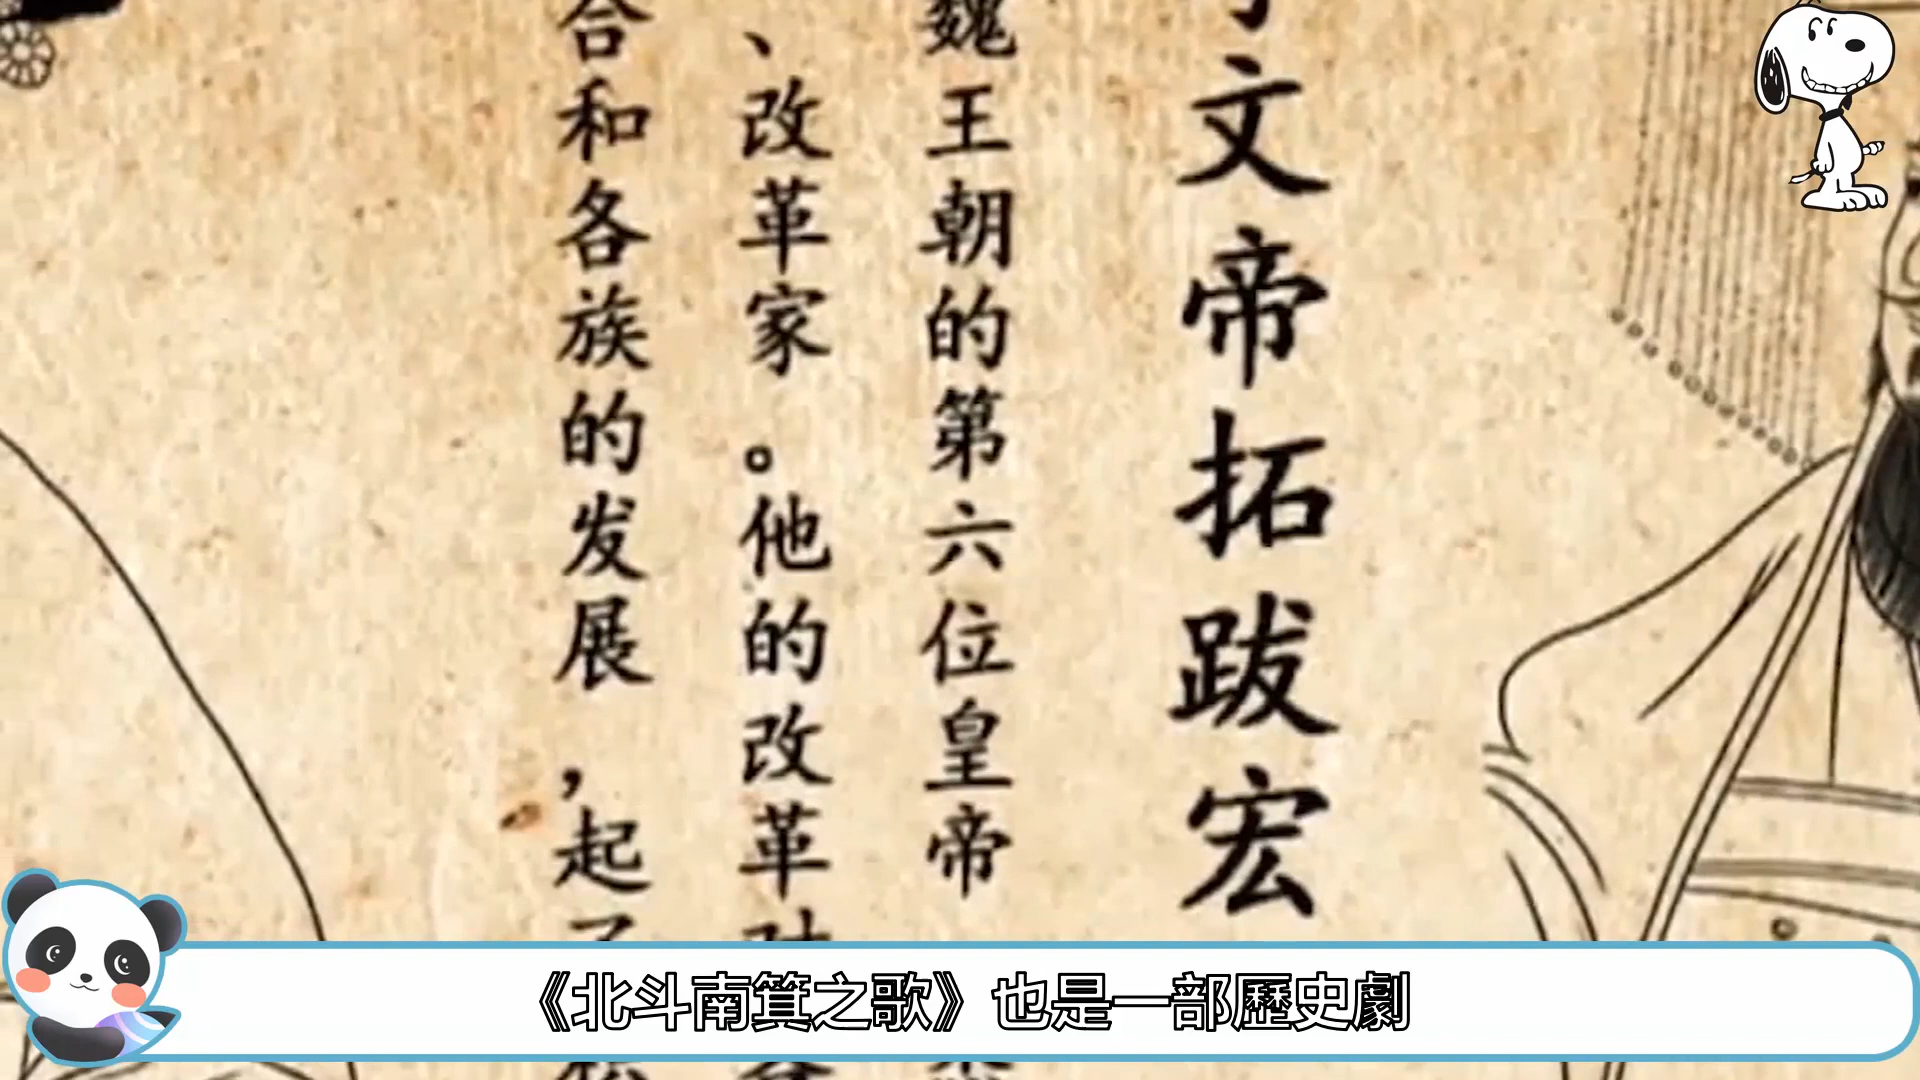 文帝拓跋宏
魏王朝的第六位皇帝
、改革家。他的改革
合和各族的发展,起
《北斗南箕之歌》也是一部歷史劇